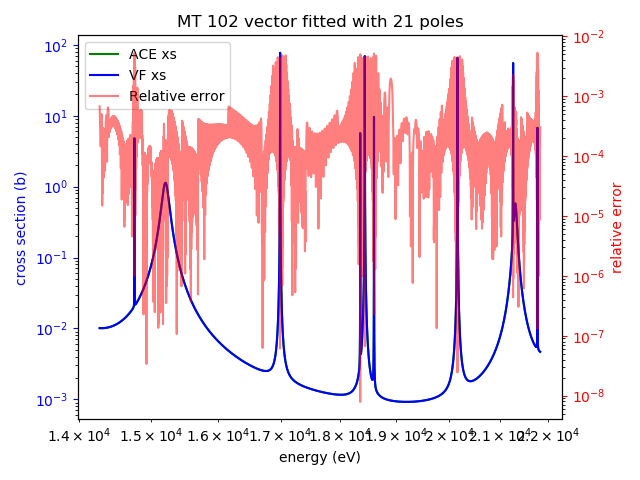 MT 102 vector fitted with 21 poles
ACE xs
VF xs
Relative error
cross section (b)
10²
10¹
10⁰
10⁻¹
10⁻²
10⁻³
relative error
10⁻²
10⁻³
10⁻⁴
10⁻⁵
10⁻⁶
10⁻⁷
10⁻⁸
1.4 × 10⁴ 1.5 × 10⁴ 1.6 × 10⁴ 1.7 × 10⁴ 1.8 × 10⁴ 1.9 × 10⁴ 2 × 10⁴ 2.1 × 10⁴ 2.2 × 10⁴
energy (eV)